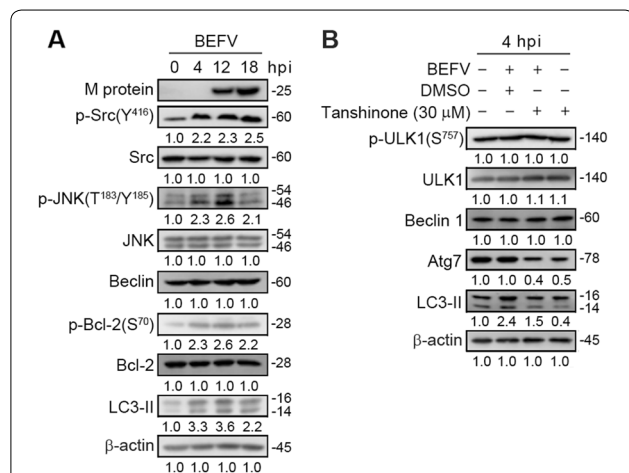 A
BEFV
0 4 12 18 hpi
M protein -25
p-Src(Y416) -60
1.0 2.2 2.3 2.5
Src -60
1.0 1.0 1.0 1.0
p-JNK(T183/Y185) -54
-46
1.0 2.3 2.6 2.1
JNK -54
-46
1.0 1.0 1.0 1.0
Beclin -60
1.0 1.0 1.0 1.0
p-Bcl-2(S70) -28
1.0 2.3 2.6 2.2
Bcl-2 -28
1.0 1.0 1.0 1.0
LC3-II -16
-14
1.0 3.3 3.6 2.2
β-actin -45
1.0 1.0 1.0 1.0
B
4 hpi
BEFV – + + –
DMSO – + – –
Tanshinone (30 μM) – – + +
p-ULK1(S757) -140
1.0 1.0 1.0 1.0
ULK1 -140
1.0 1.0 1.1 1.1
Beclin 1 -60
1.0 1.0 1.0 1.0
Atg7 -78
1.0 1.0 0.4 0.5
LC3-II -16
-14
1.0 2.4 1.5 0.4
β-actin -45
1.0 1.0 1.0 1.0